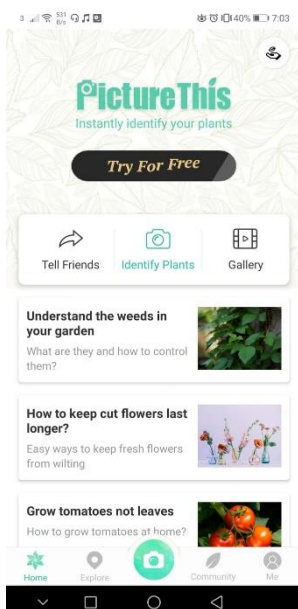 3 531 B/s 40% 7:03
PictureThis
Instantly identify your plants
Try For Free
Tell Friends Identify Plants Gallery
Understand the weeds in
your garden
What are they and how to control
them?
How to keep cut flowers last
longer?
Easy ways to keep fresh flowers
from wilting
Grow tomatoes not leaves
How to grow tomatoes at home?
Home Explore Community Me